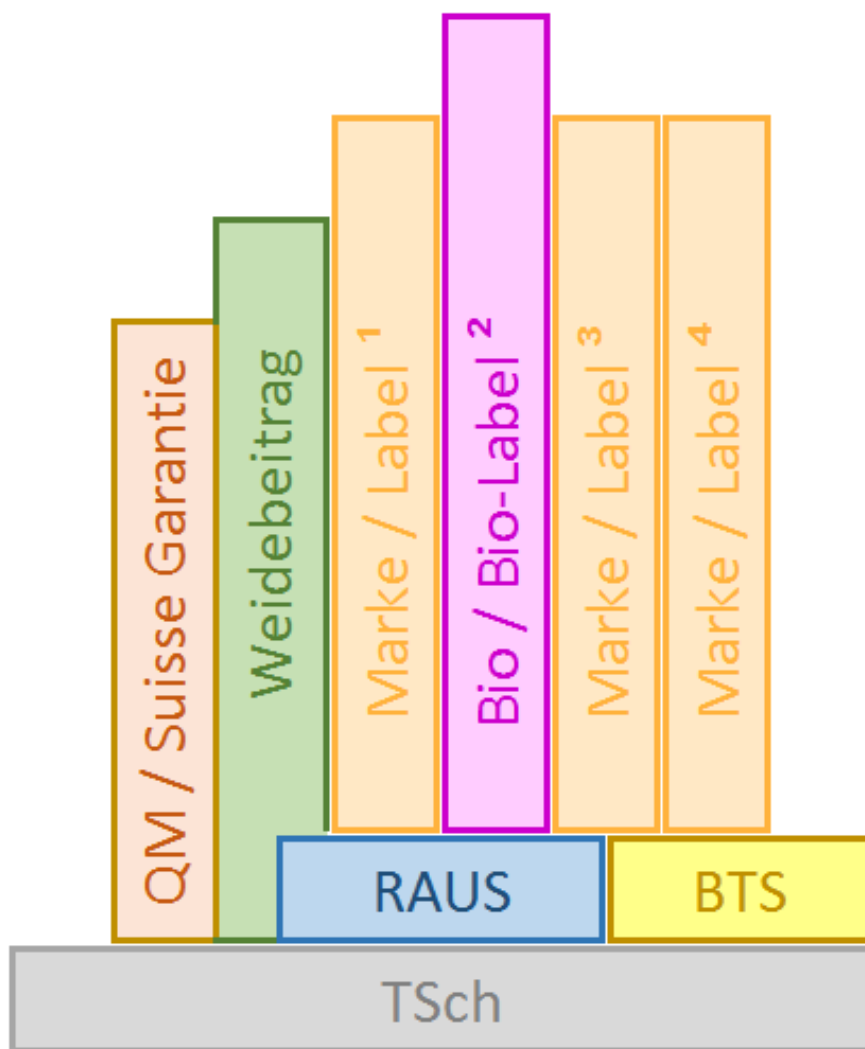 QM / Suisse Garantie
Weidebeitrag
Marke / Label ¹
Bio / Bio-Label ²
Marke / Label ³
Marke / Label ⁴
RAUS
BTS
TSch